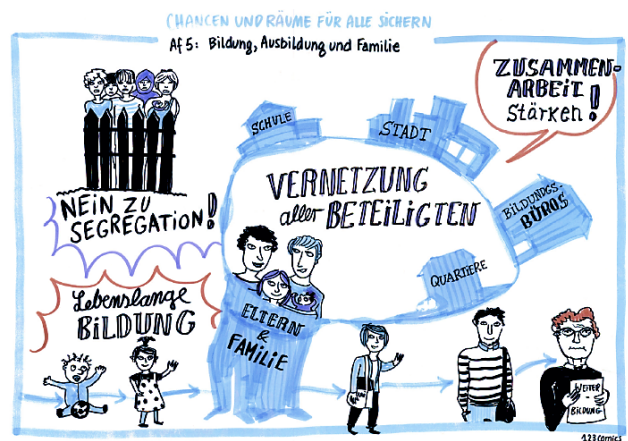 CHANCEN UND RÄUME FÜR ALLE SICHERN
Af 5: Bildung, Ausbildung und Familie
ZUSAMMEN-
ARBEIT
Stärken!
SCHULE
STADT
VERNETZUNG
aller BETEILIGTEN
BILDUNGS-
BÜROS
NEIN ZU
SEGREGATION!
QUARTIERE
Lebenslange
BILDUNG
ELTERN
&
FAMILIE
WEITER
BILDUNG
123comics